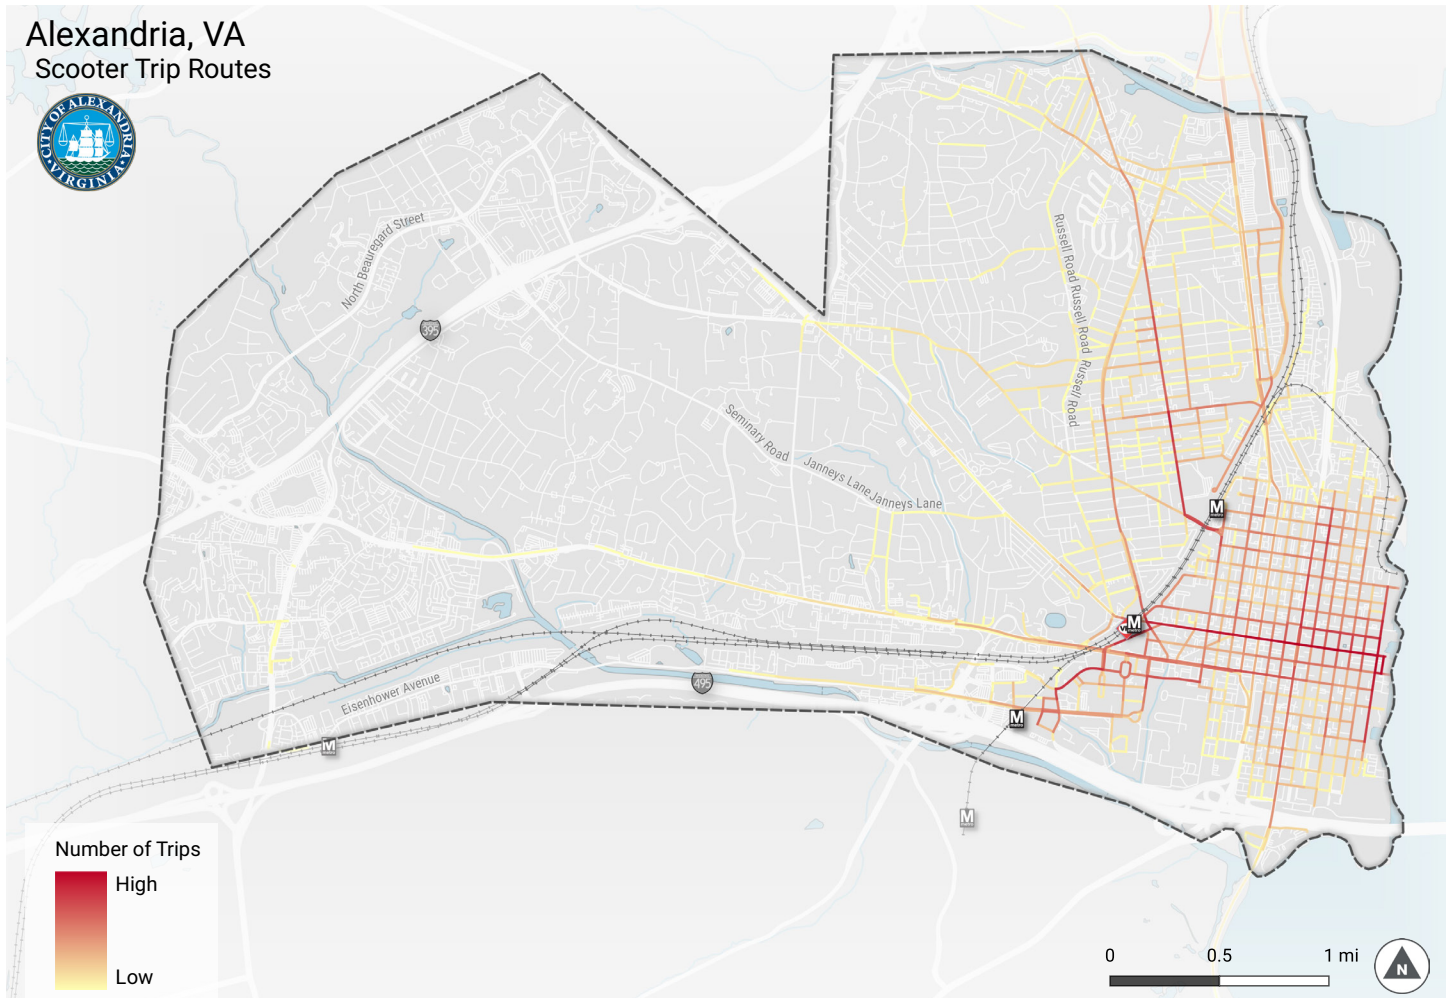 Alexandria, VA
Scooter Trip Routes
CITY OF ALEXANDRIA
VIRGINIA
North Beauregard Street
395
Russell Road Russell Road Russell Road
Seminary Road
Janneys Lane Janneys Lane
M
M
M
M
M
495
Eisenhower Avenue
Number of Trips
High
Low
0 0.5 1 mi
N